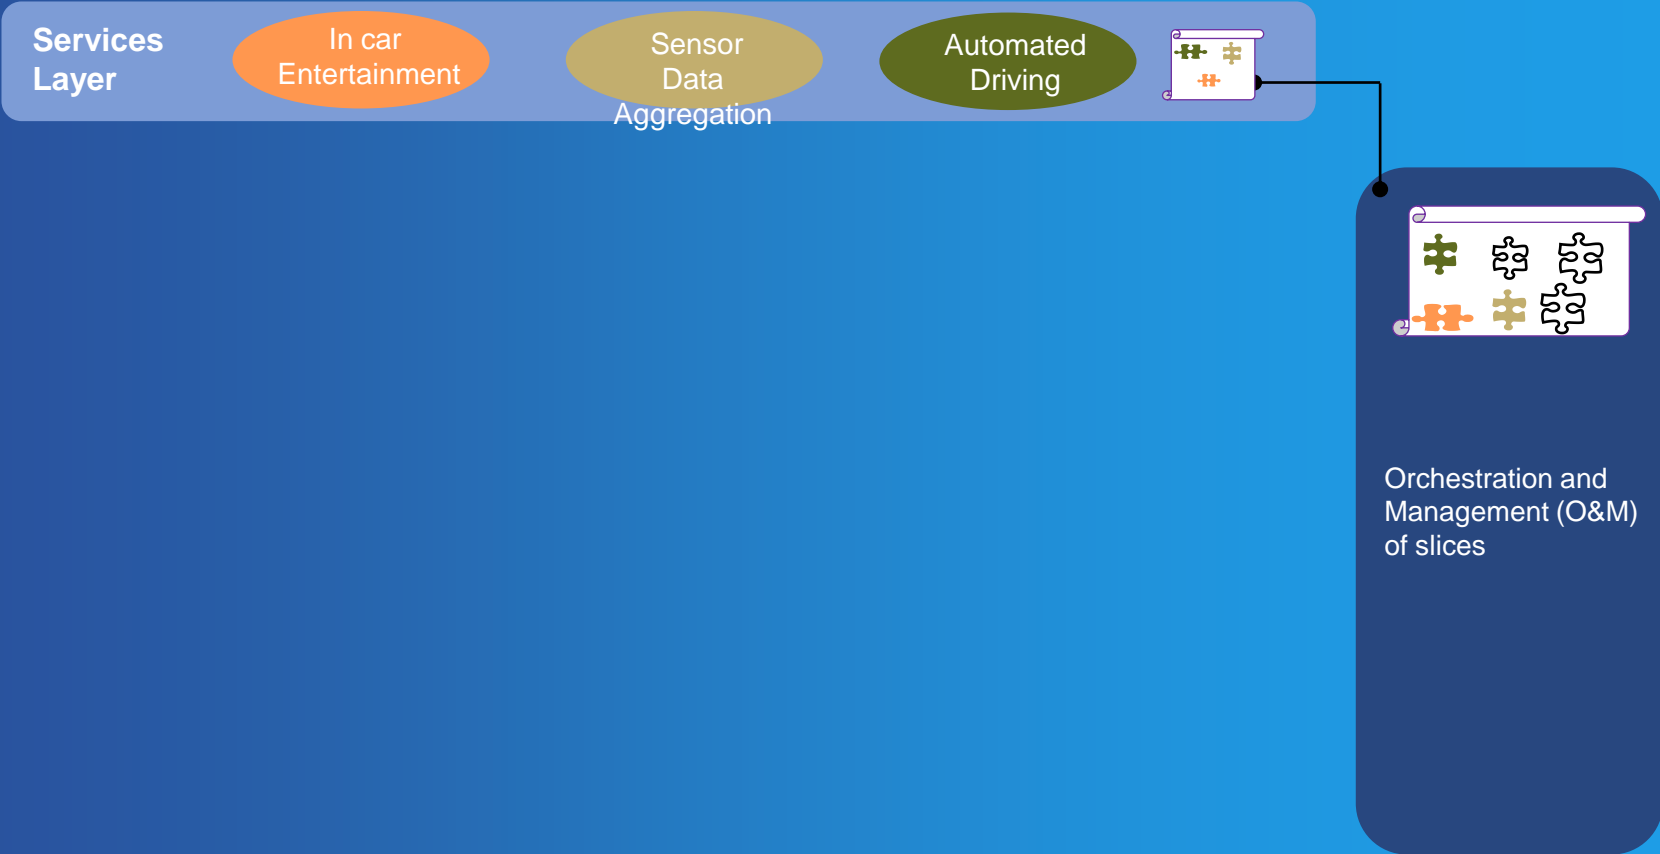 Services
Layer
In car
Entertainment
Sensor
Data
Aggregation
Automated
Driving
Orchestration and
Management (O&M)
of slices